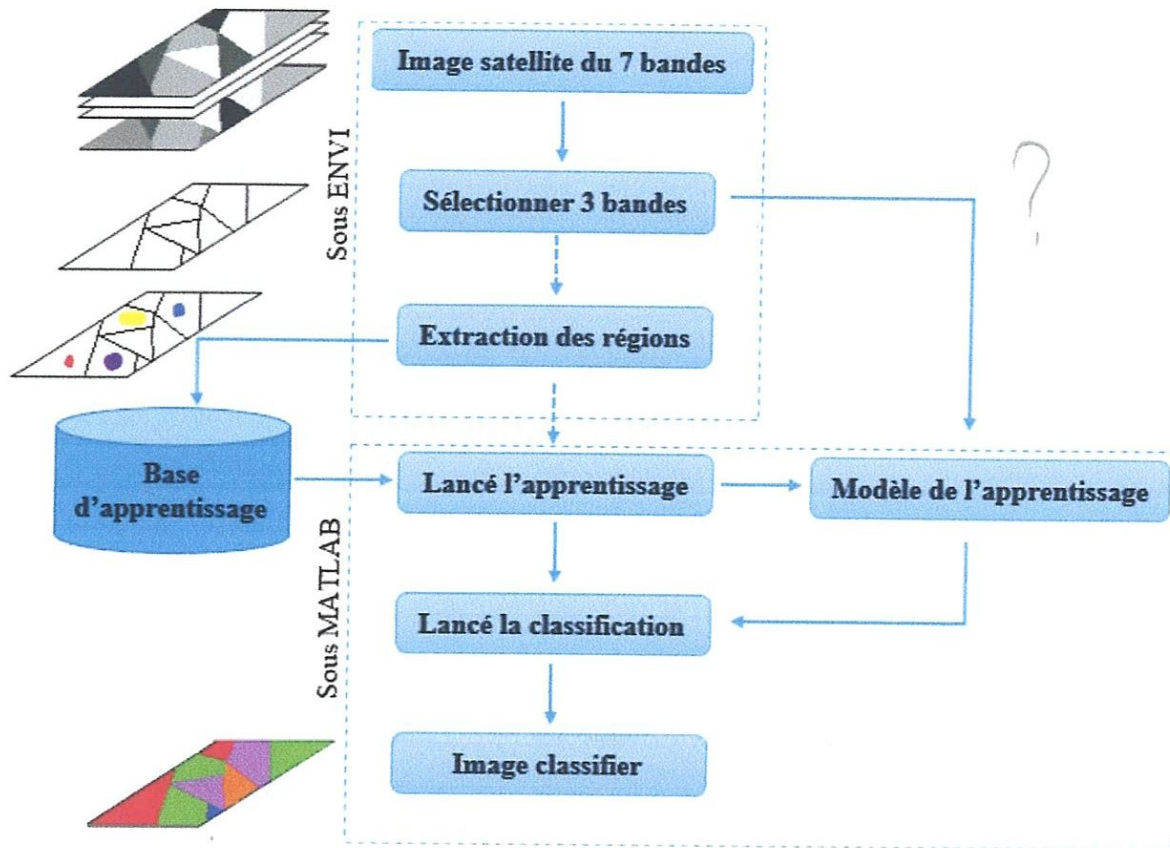 Image satellite du 7 bandes
Sous ENVI
Sélectionner 3 bandes
?
Extraction des régions
Base
d'apprentissage
Lancé l'apprentissage
Modèle de l'apprentissage
Sous MATLAB
Lancé la classification
Image classifier